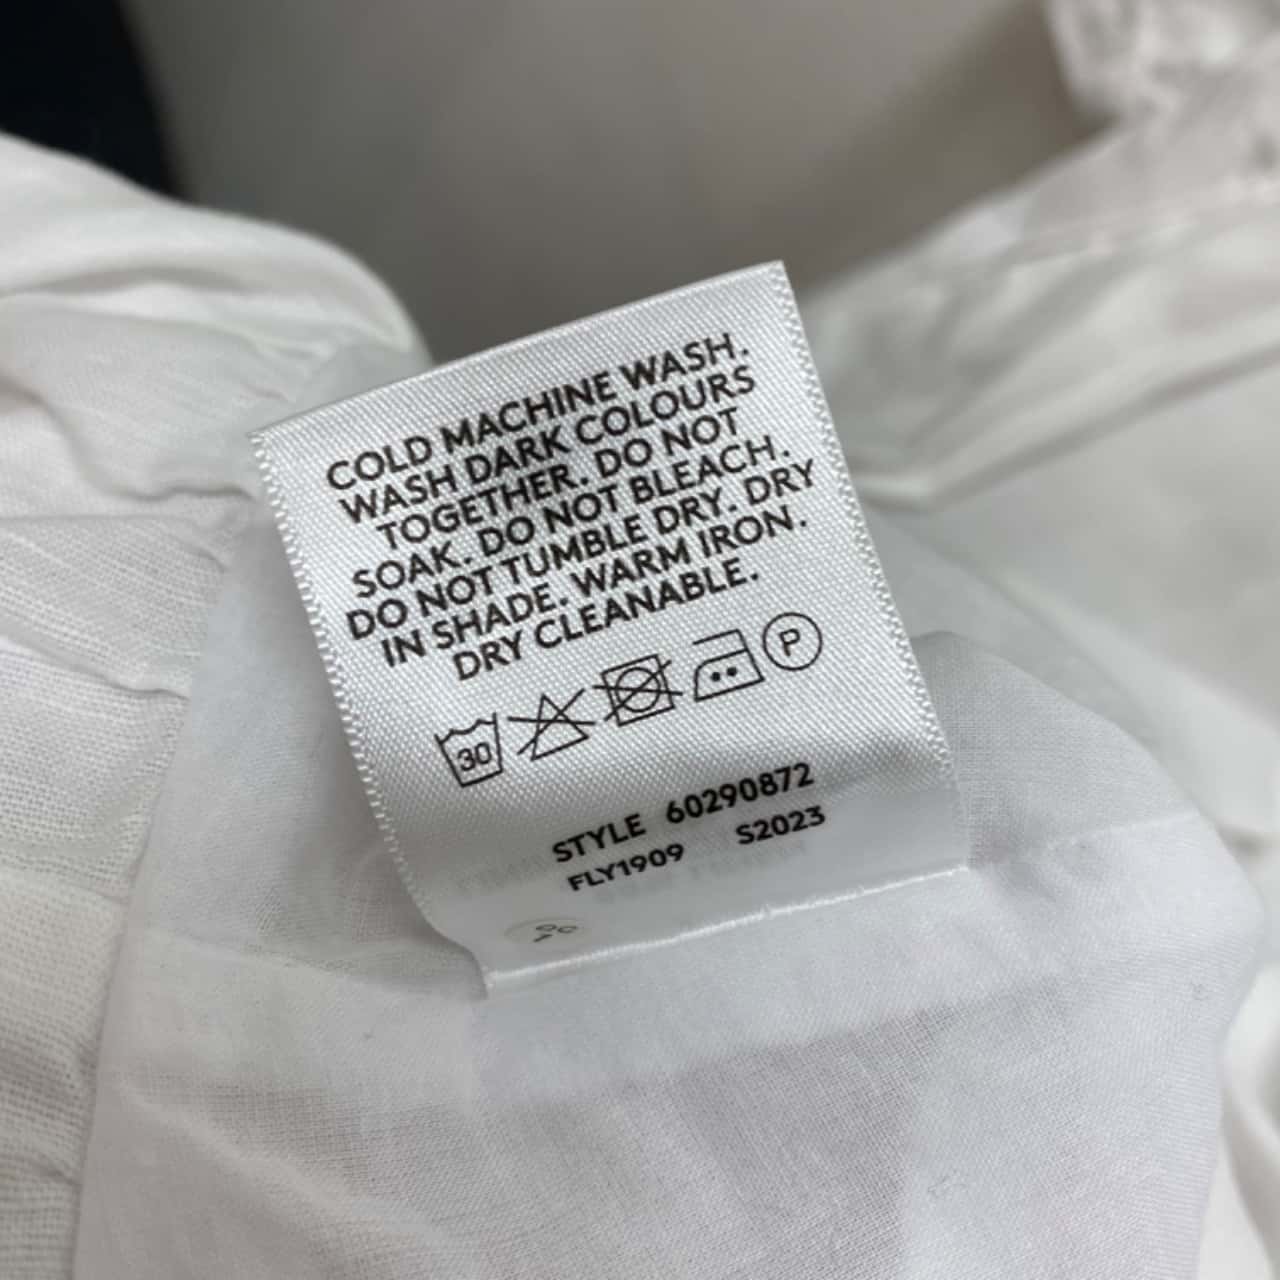 COLD MACHINE WASH.
WASH DARK COLOURS
TOGETHER. DO NOT
SOAK. DO NOT BLEACH.
DO NOT TUMBLE DRY. DRY
IN SHADE. WARM IRON.
DRY CLEANABLE.
30 P
STYLE 60290872
FLY1909 S2023